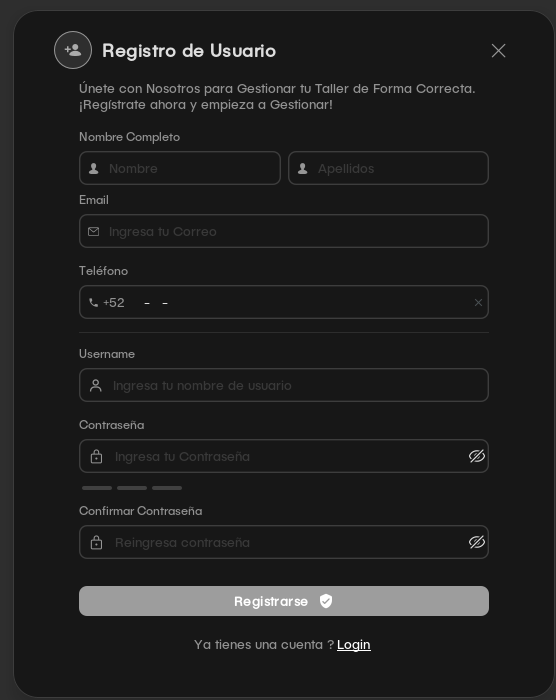 Registro de Usuario
Únete con Nosotros para Gestionar tu Taller de Forma Correcta.
¡Regístrate ahora y empieza a Gestionar!
Nombre Completo
Nombre Apellidos
Email
Ingresa tu Correo
Teléfono
+52 - -
Username
Ingresa tu nombre de usuario
Contraseña
Ingresa tu Contraseña
Confirmar Contraseña
Reingresa contraseña
Registrarse
Ya tienes una cuenta ? Login